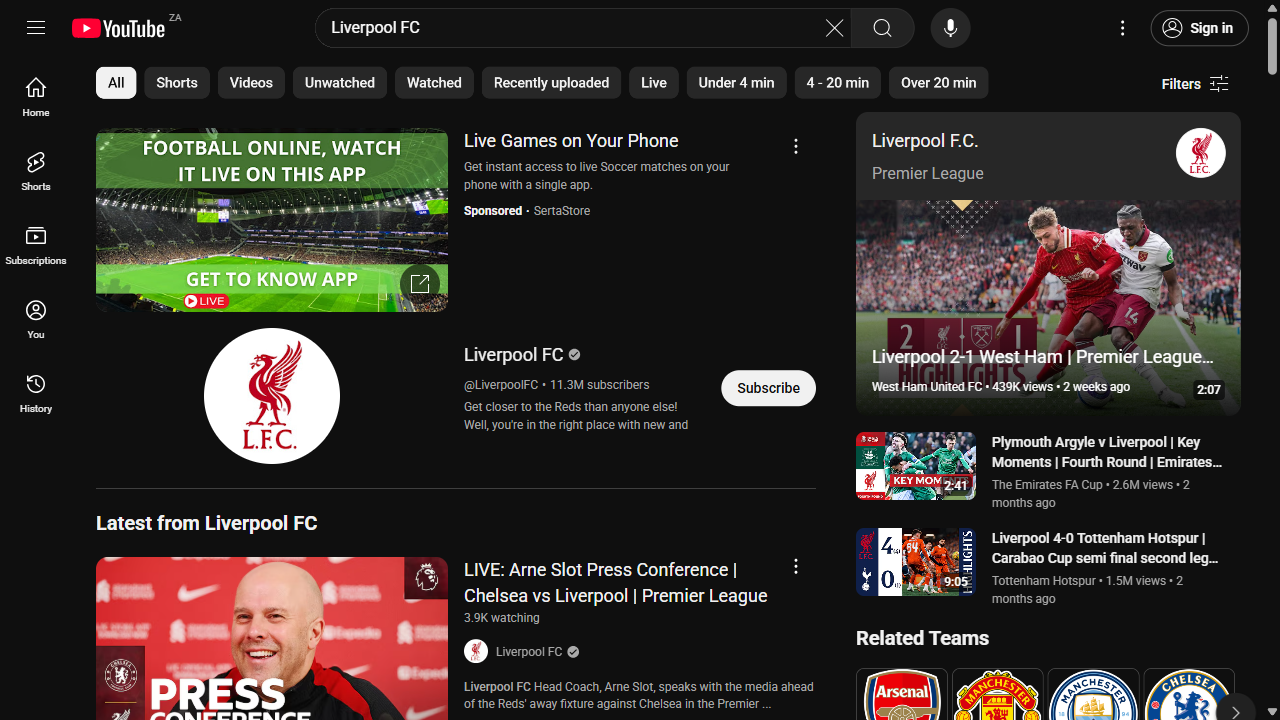 YouTube ZA
Liverpool FC
Sign in
Home
Shorts
Subscriptions
You
History
All
Shorts
Videos
Unwatched
Watched
Recently uploaded
Live
Under 4 min
4 - 20 min
Over 20 min
Filters
FOOTBALL ONLINE, WATCH
IT LIVE ON THIS APP
GET TO KNOW APP
LIVE
Live Games on Your Phone
Get instant access to live Soccer matches on your
phone with a single app.
Sponsored · SertaStore
L.F.C.
Liverpool FC
@LiverpoolFC • 11.3M subscribers
Get closer to the Reds than anyone else!
Well, you're in the right place with new and
Subscribe
Latest from Liverpool FC
PRESS
CONFERENCE
CHELSEA
LIVE: Arne Slot Press Conference |
Chelsea vs Liverpool | Premier League
3.9K watching
Liverpool FC
Liverpool FC Head Coach, Arne Slot, speaks with the media ahead
of the Reds' away fixture against Chelsea in the Premier ...
Liverpool F.C.
Premier League
L.F.C.
2 1
HIGHLIGHTS
14
Liverpool 2-1 West Ham | Premier League...
West Ham United FC • 439K views • 2 weeks ago
2:07
KEY MOMENTS
2:41
Plymouth Argyle v Liverpool | Key
Moments | Fourth Round | Emirates...
The Emirates FA Cup • 2.6M views • 2
months ago
4
0
HIGHLIGHTS
9:05
Liverpool 4-0 Tottenham Hotspur |
Carabao Cup semi final second leg...
Tottenham Hotspur • 1.5M views • 2
months ago
Related Teams
Arsenal
MANCHESTER
MANCHESTER
18 94
CHELSEA